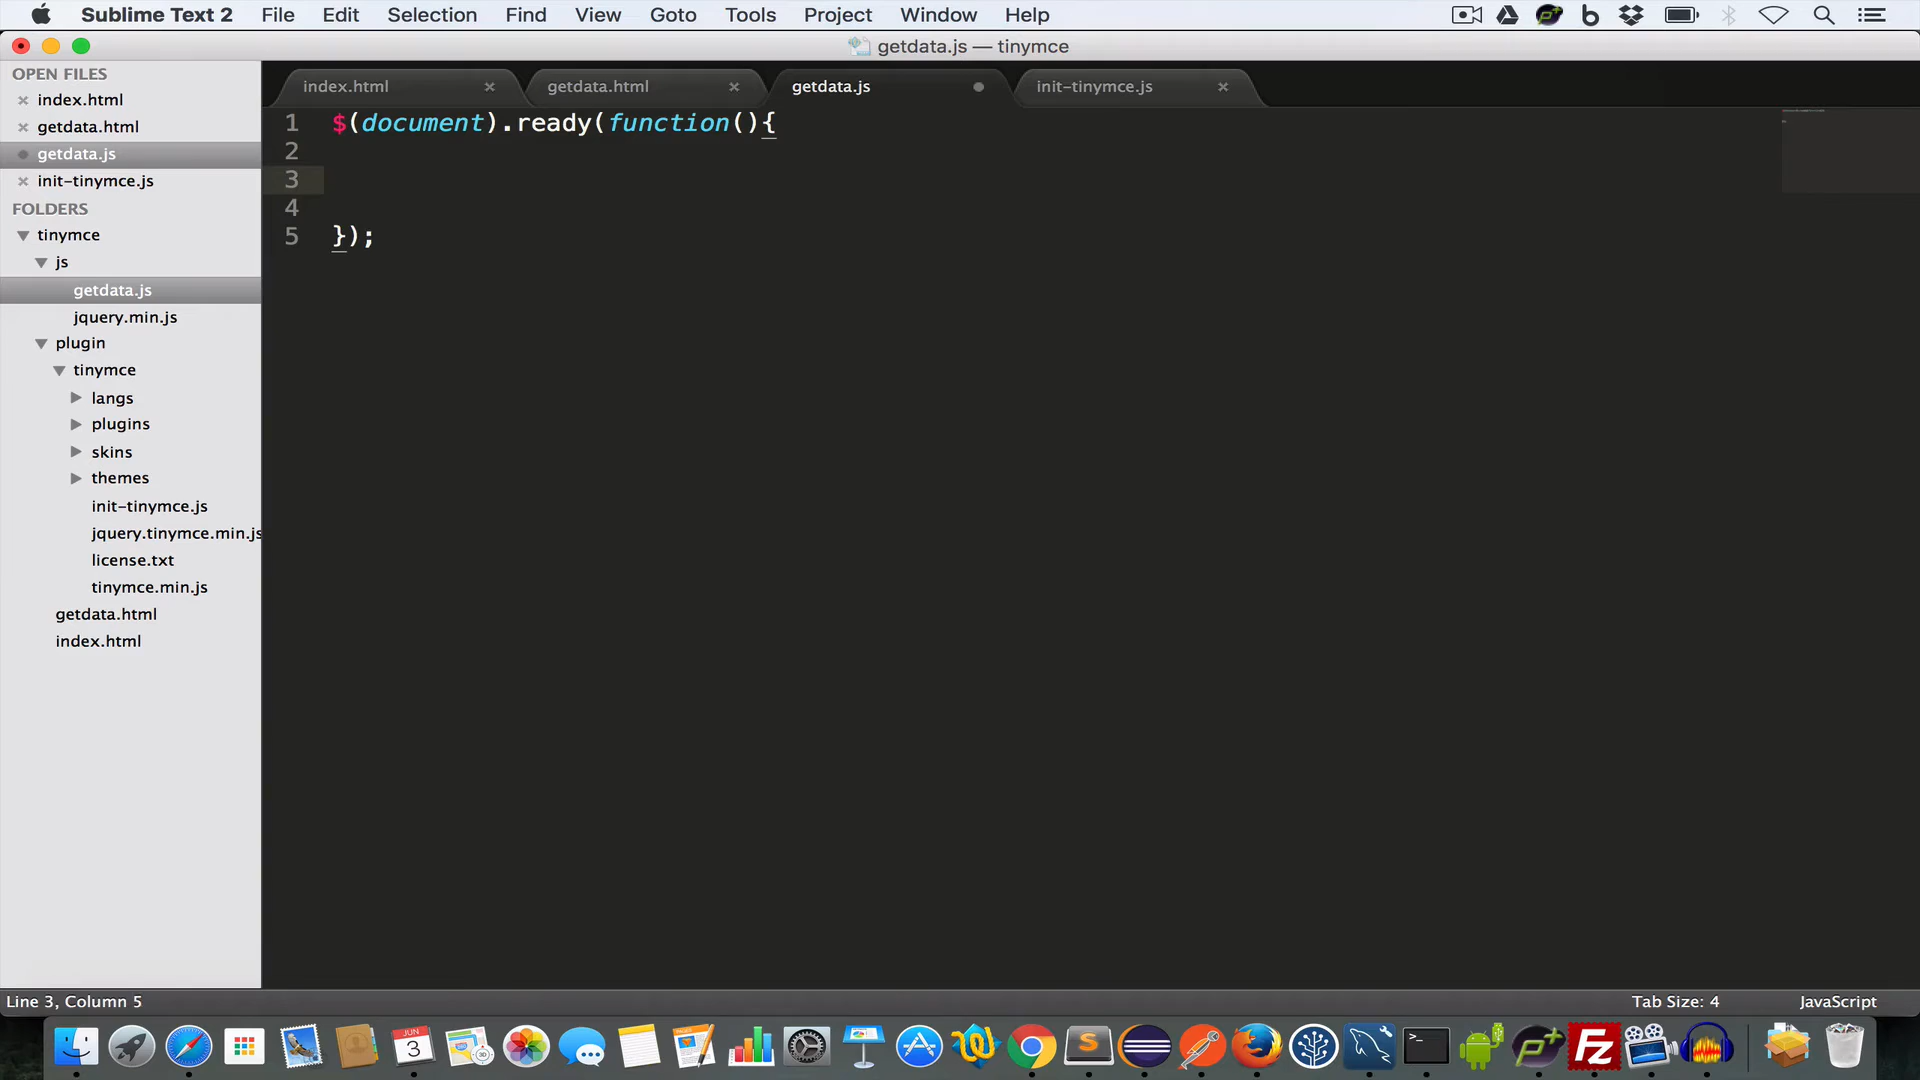 Sublime Text 2 File Edit Selection Find View Goto Tools Project Window Help
getdata.js — tinymce
OPEN FILES
index.html
getdata.html
getdata.js
init-tinymce.js
FOLDERS
tinymce
js
getdata.js
jquery.min.js
plugin
tinymce
langs
plugins
skins
themes
init-tinymce.js
jquery.tinymce.min.js
license.txt
tinymce.min.js
getdata.html
index.html
index.html getdata.html getdata.js init-tinymce.js
1 $(document).ready(function(){
2
3
4
5 });
Line 3, Column 5 Tab Size: 4 JavaScript
JUN
3